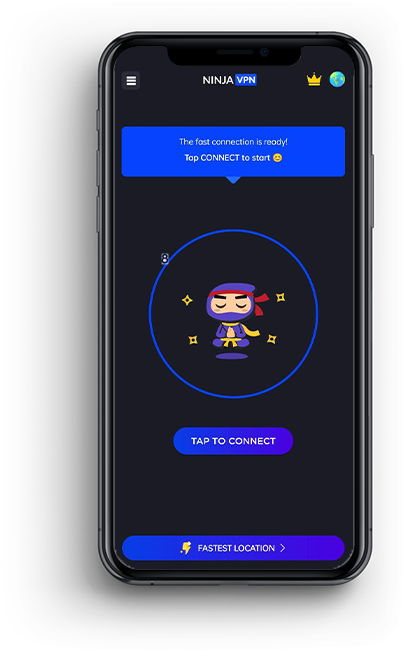 NINJA VPN
The fast connection is ready!
Tap CONNECT to start 😊
TAP TO CONNECT
FASTEST LOCATION